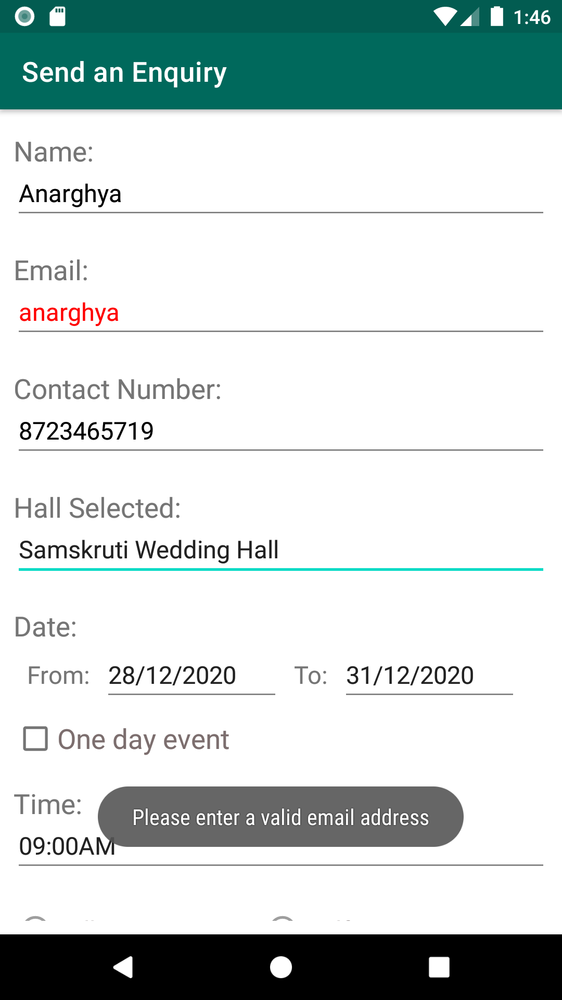 1:46
Send an Enquiry
Name:
Anarghya
Email:
anarghya
Contact Number:
8723465719
Hall Selected:
Samskruti Wedding Hall
Date:
From: 28/12/2020 To: 31/12/2020
One day event
Time:
Please enter a valid email address
09:00AM